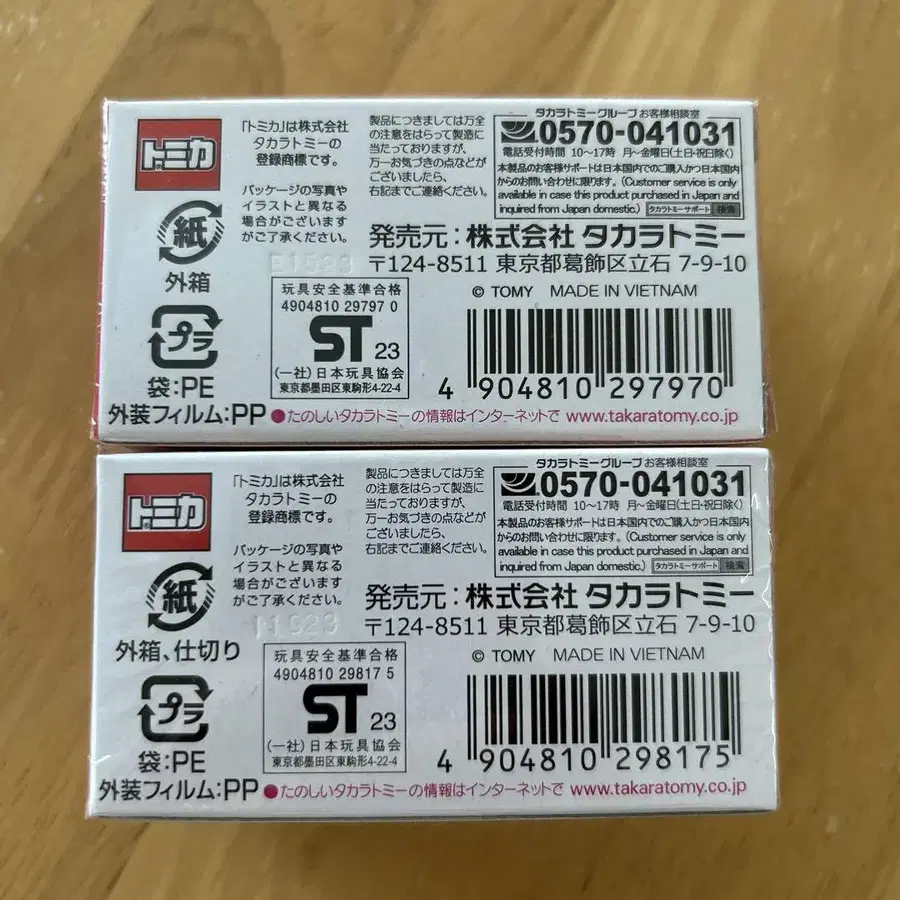 トミカ
「トミカ」は株式会社
タカラトミーの
登録商標です。
パッケージの写真や
イラストと異なる
場合がございます
がご了承ください。
製品につきましては万全
の注意をはらって製造に
当たっておりますが、
万一お気づきの点などが
ございましたら、
右記までご連絡ください。
タカラトミーグループ お客様相談室
0570-041031
電話受付時間 10〜17時 月〜金曜日(土日・祝日除く)
本製品のお客様サポートは日本国内でのご購入かつ日本国内
からのお問い合わせに限ります。(Customer service is only
available in case this product purchased in Japan and
inquired from Japan domestic.) タカラトミーサポート 検索
発売元:株式会社 タカラトミー
〒124-8511 東京都葛飾区立石 7-9-10
紙
外箱
プラ
袋:PE
外装フィルム:PP
玩具安全基準合格
4904810 29797 0
ST 23
(一社)日本玩具協会
東京都墨田区東駒形4-22-4
© TOMY MADE IN VIETNAM
4 904810 297970
●たのしいタカラトミーの情報はインターネットで www.takaratomy.co.jp
トミカ
「トミカ」は株式会社
タカラトミーの
登録商標です。
パッケージの写真や
イラストと異なる
場合がございます
がご了承ください。
製品につきましては万全
の注意をはらって製造に
当たっておりますが、
万一お気づきの点などが
ございましたら、
右記までご連絡ください。
タカラトミーグループ お客様相談室
0570-041031
電話受付時間 10〜17時 月〜金曜日(土日・祝日除く)
本製品のお客様サポートは日本国内でのご購入かつ日本国内
からのお問い合わせに限ります。(Customer service is only
available in case this product purchased in Japan and
inquired from Japan domestic.) タカラトミーサポート 検索
発売元:株式会社 タカラトミー
〒124-8511 東京都葛飾区立石 7-9-10
紙
外箱、仕切り
プラ
袋:PE
外装フィルム:PP
玩具安全基準合格
4904810 29817 5
ST 23
(一社)日本玩具協会
東京都墨田区東駒形4-22-4
© TOMY MADE IN VIETNAM
4 904810 298175
●たのしいタカラトミーの情報はインターネットで www.takaratomy.co.jp